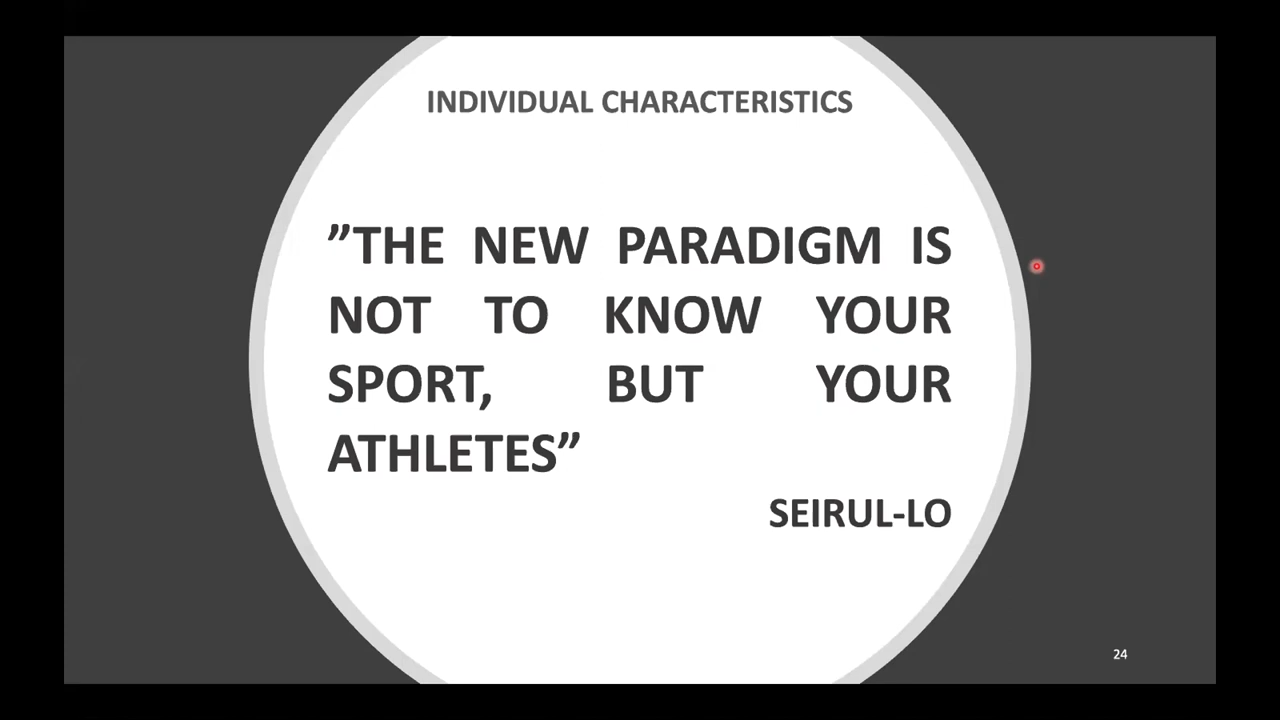 INDIVIDUAL CHARACTERISTICS
”THE NEW PARADIGM IS
NOT TO KNOW YOUR
SPORT, BUT YOUR
ATHLETES”
SEIRUL-LO
24